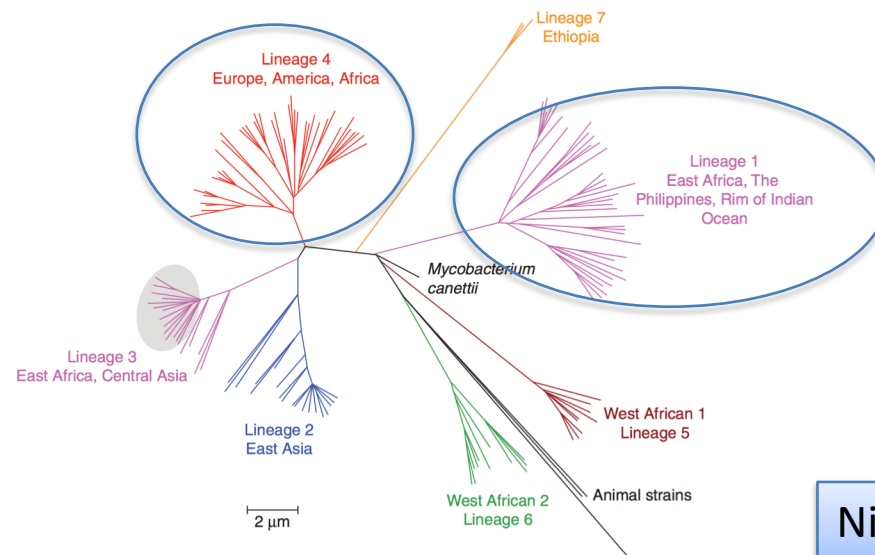 Lineage 7
Ethiopia
Lineage 4
Europe, America, Africa
Lineage 1
East Africa, The
Philippines, Rim of Indian
Ocean
Mycobacterium
canettii
Lineage 3
East Africa, Central Asia
Lineage 2
East Asia
West African 1
Lineage 5
West African 2
Lineage 6
Animal strains
2 μm
Ni